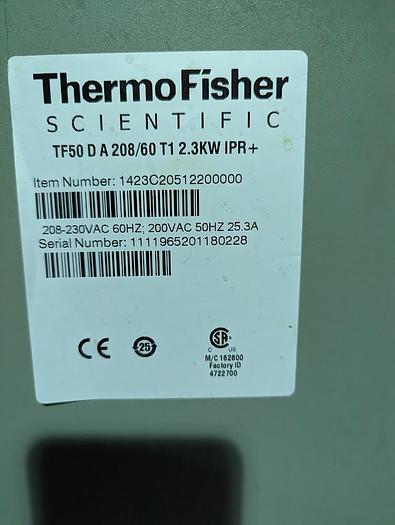 ThermoFisher
SCIENTIFIC
TF50 D A 208/60 T1 2.3KW IPR+
Item Number: 1423C20512200000
208-230VAC 60HZ; 200VAC 50HZ 25.3A
Serial Number: 1111965201180228
CE 25 SA
C US
M/C 162800
Factory ID
4722700